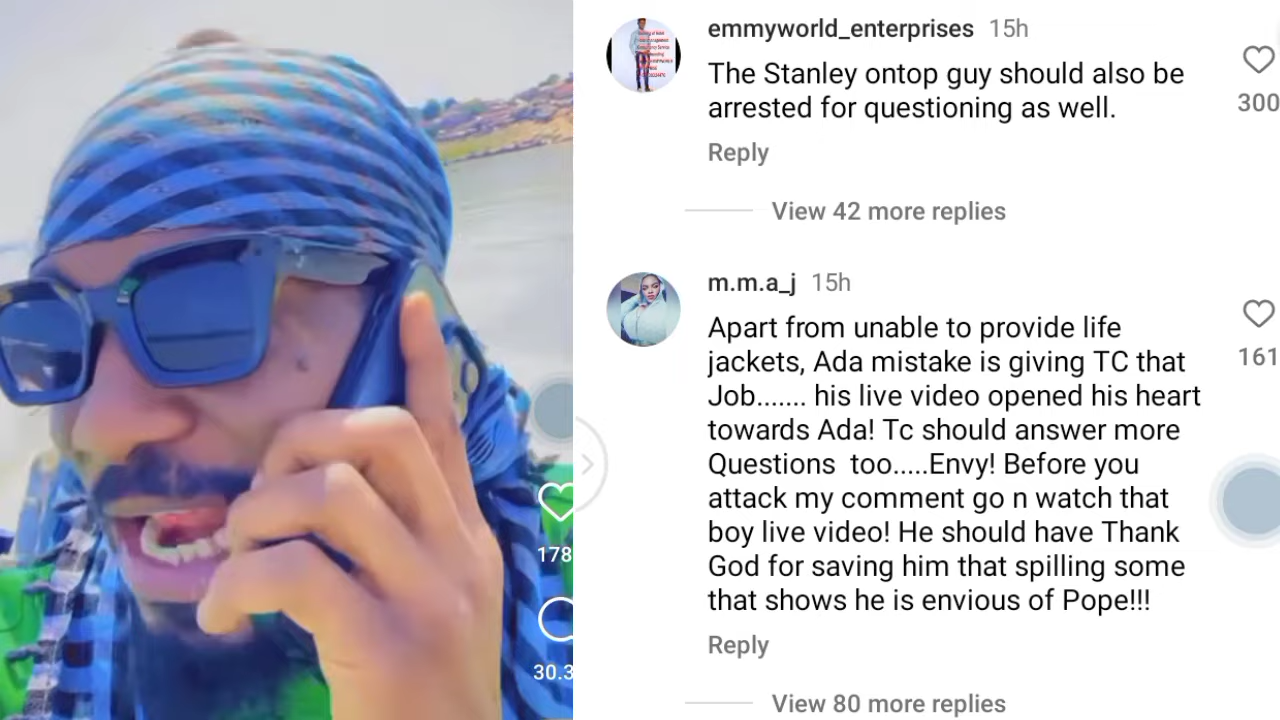 emmyworld_enterprises 15h
The Stanley ontop guy should also be
arrested for questioning as well.
300
Reply
View 42 more replies
m.m.a_j 15h
Apart from unable to provide life
jackets, Ada mistake is giving TC that
Job....... his live video opened his heart
towards Ada! Tc should answer more
Questions too.....Envy! Before you
attack my comment go n watch that
boy live video! He should have Thank
God for saving him that spilling some
that shows he is envious of Pope!!!
161
Reply
View 80 more replies
178
30.3